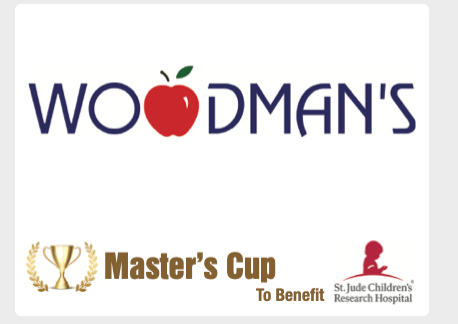 WOODMAN'S
Master's Cup
To Benefit
St. Jude Children's
Research Hospital